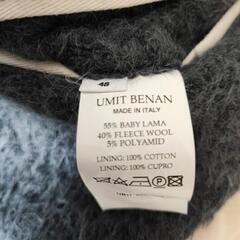 48
UMIT BENAN
MADE IN ITALY
55% BABY LAMA
40% FLEECE WOOL
5% POLYAMID
LINING: 100% COTTON
LINING: 100% CUPRO